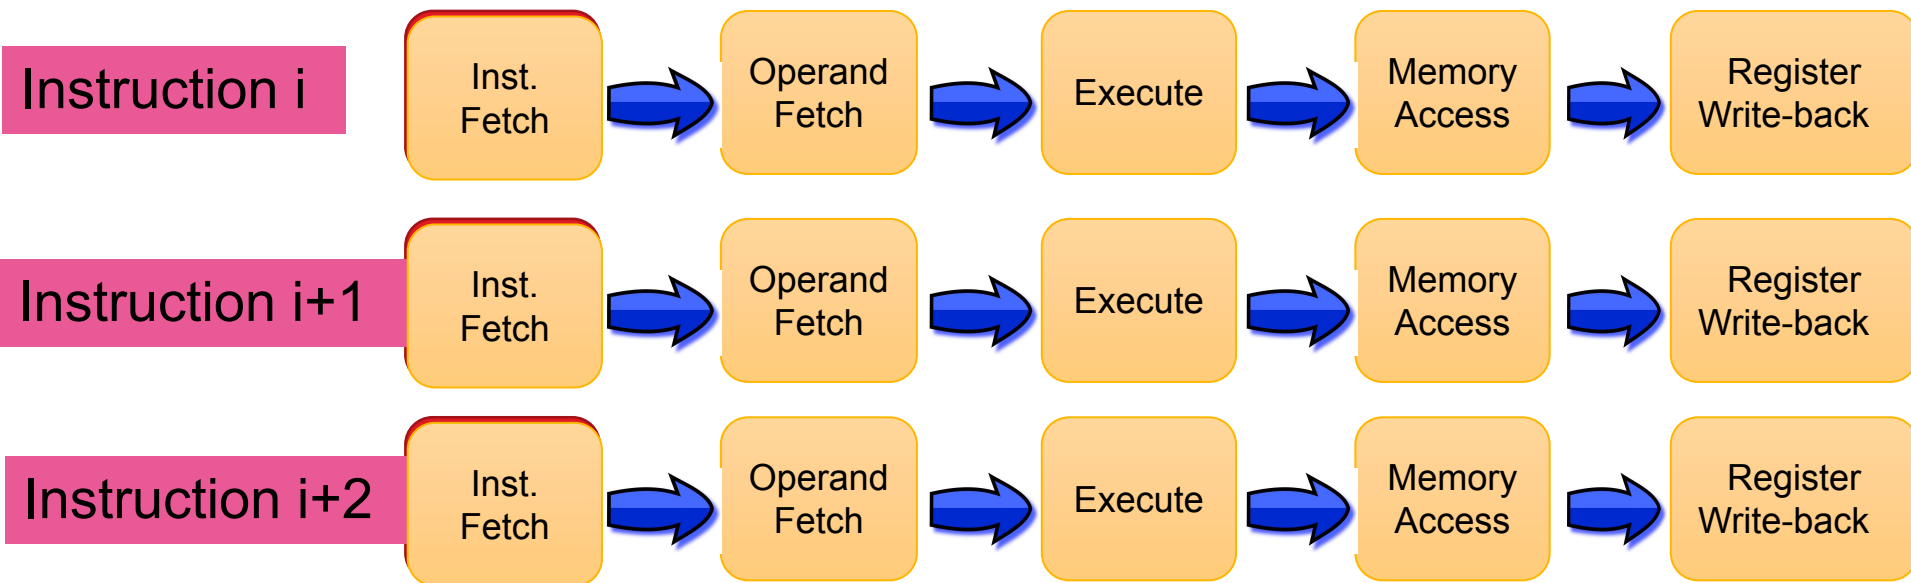 Instruction i
Inst.
Fetch
Operand
Fetch
Execute
Memory
Access
Register
Write-back
Instruction i+1
Inst.
Fetch
Operand
Fetch
Execute
Memory
Access
Register
Write-back
Instruction i+2
Inst.
Fetch
Operand
Fetch
Execute
Memory
Access
Register
Write-back